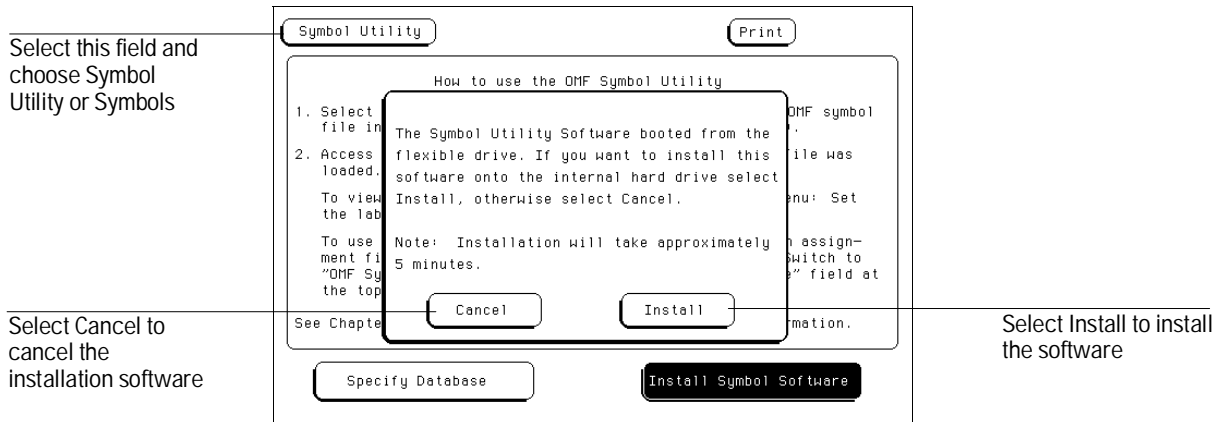 Symbol Utility
Print
Select this field and
choose Symbol
Utility or Symbols
How to use the OMF Symbol Utility
1. Select
OMF symbol
file in
2. Access
ile was
loaded.
To view
enu: Set
the lab
To use
n assign-
ment fi
Switch to
"OMF Sy
e" field at
the top
See Chapte
rmation.
The Symbol Utility Software booted from the
flexible drive. If you want to install this
software onto the internal hard drive select
Install, otherwise select Cancel.
Note: Installation will take approximately
5 minutes.
Cancel
Install
Select Cancel to
cancel the
installation software
Select Install to install
the software
Specify Database
Install Symbol Software